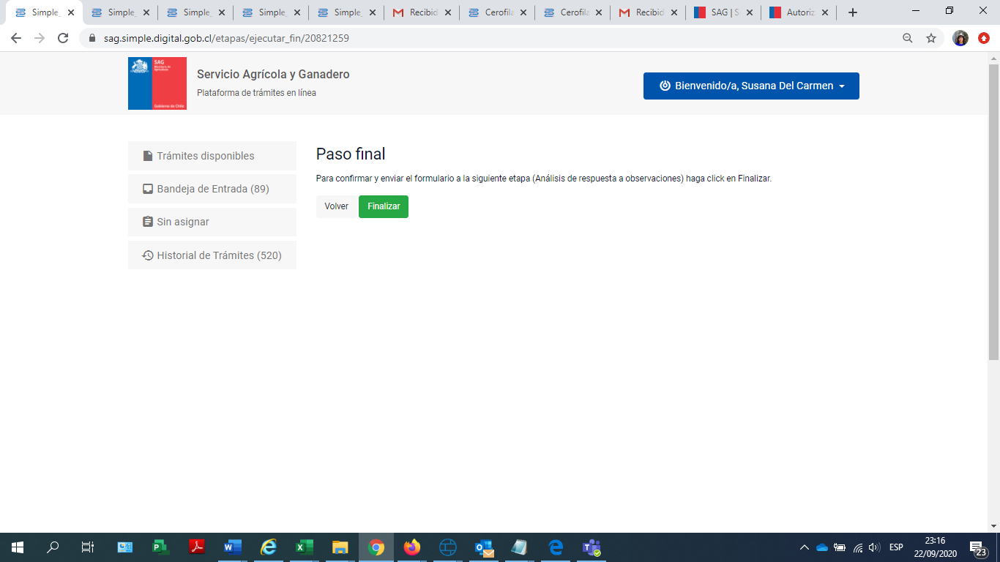 Simple_
Simple_
Simple_
Simple_
Simple_
Recibid
Cerofila
Cerofila
Recibid
SAG | S
Autoriz
sag.simple.digital.gob.cl/etapas/ejecutar_fin/20821259
SAG
Ministerio de
Agricultura
Gobierno de Chile
Servicio Agrícola y Ganadero
Plataforma de trámites en línea
Bienvenido/a, Susana Del Carmen
Trámites disponibles
Bandeja de Entrada (89)
Sin asignar
Historial de Trámites (520)
Paso final
Para confirmar y enviar el formulario a la siguiente etapa (Análisis de respuesta a observaciones) haga click en Finalizar.
Volver
Finalizar
ESP
23:16
22/09/2020
23